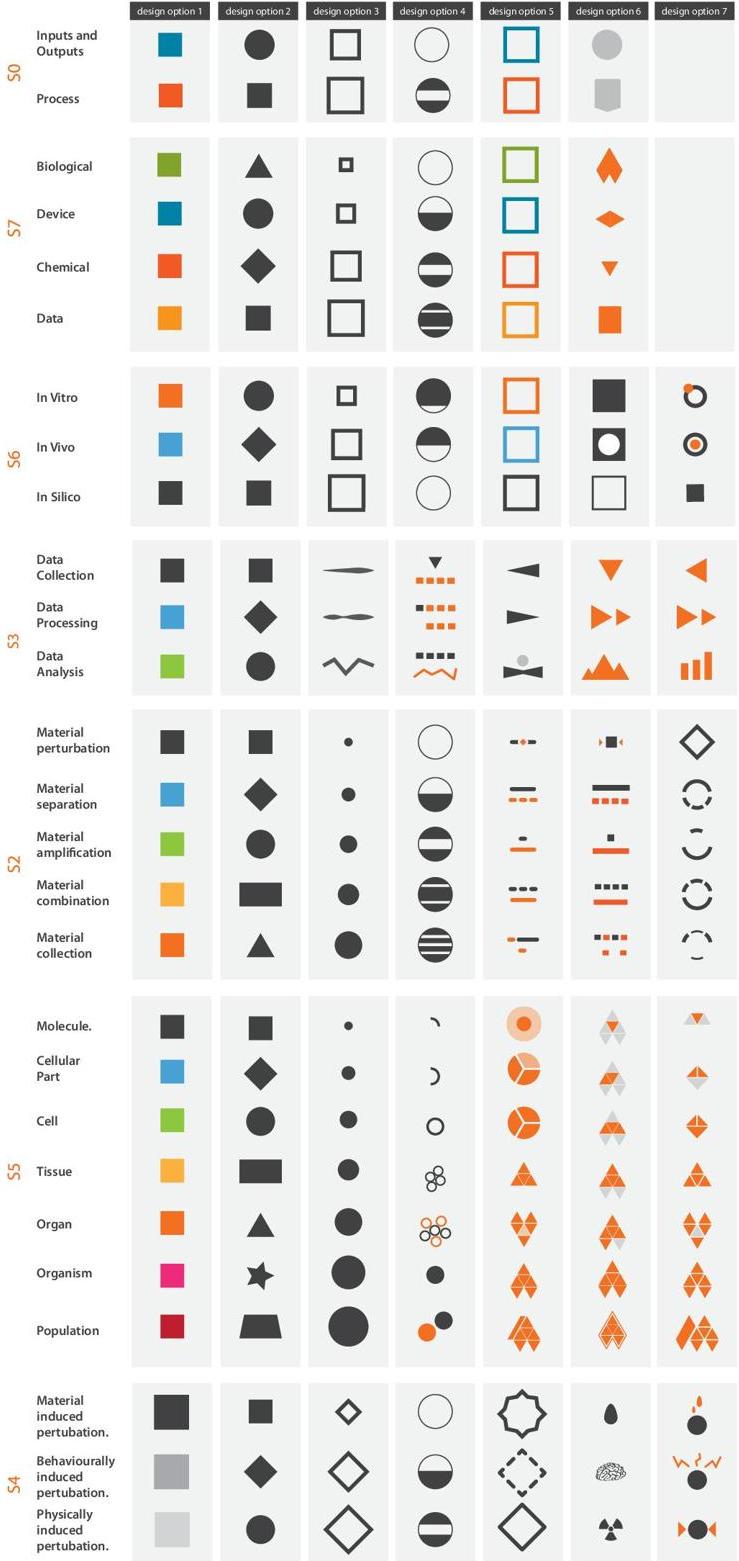 design option 1 design option 2 design option 3 design option 4 design option 5 design option 6 design option 7
S0
Inputs and
Outputs
Process
S7
Biological
Device
Chemical
Data
S6
In Vitro
In Vivo
In Silico
S3
Data
Collection
Data
Processing
Data
Analysis
S2
Material
perturbation
Material
separation
Material
amplification
Material
combination
Material
collection
S5
Molecule.
Cellular
Part
Cell
Tissue
Organ
Organism
Population
S4
Material
induced
pertubation.
Behaviourally
induced
pertubation.
Physically
induced
pertubation.